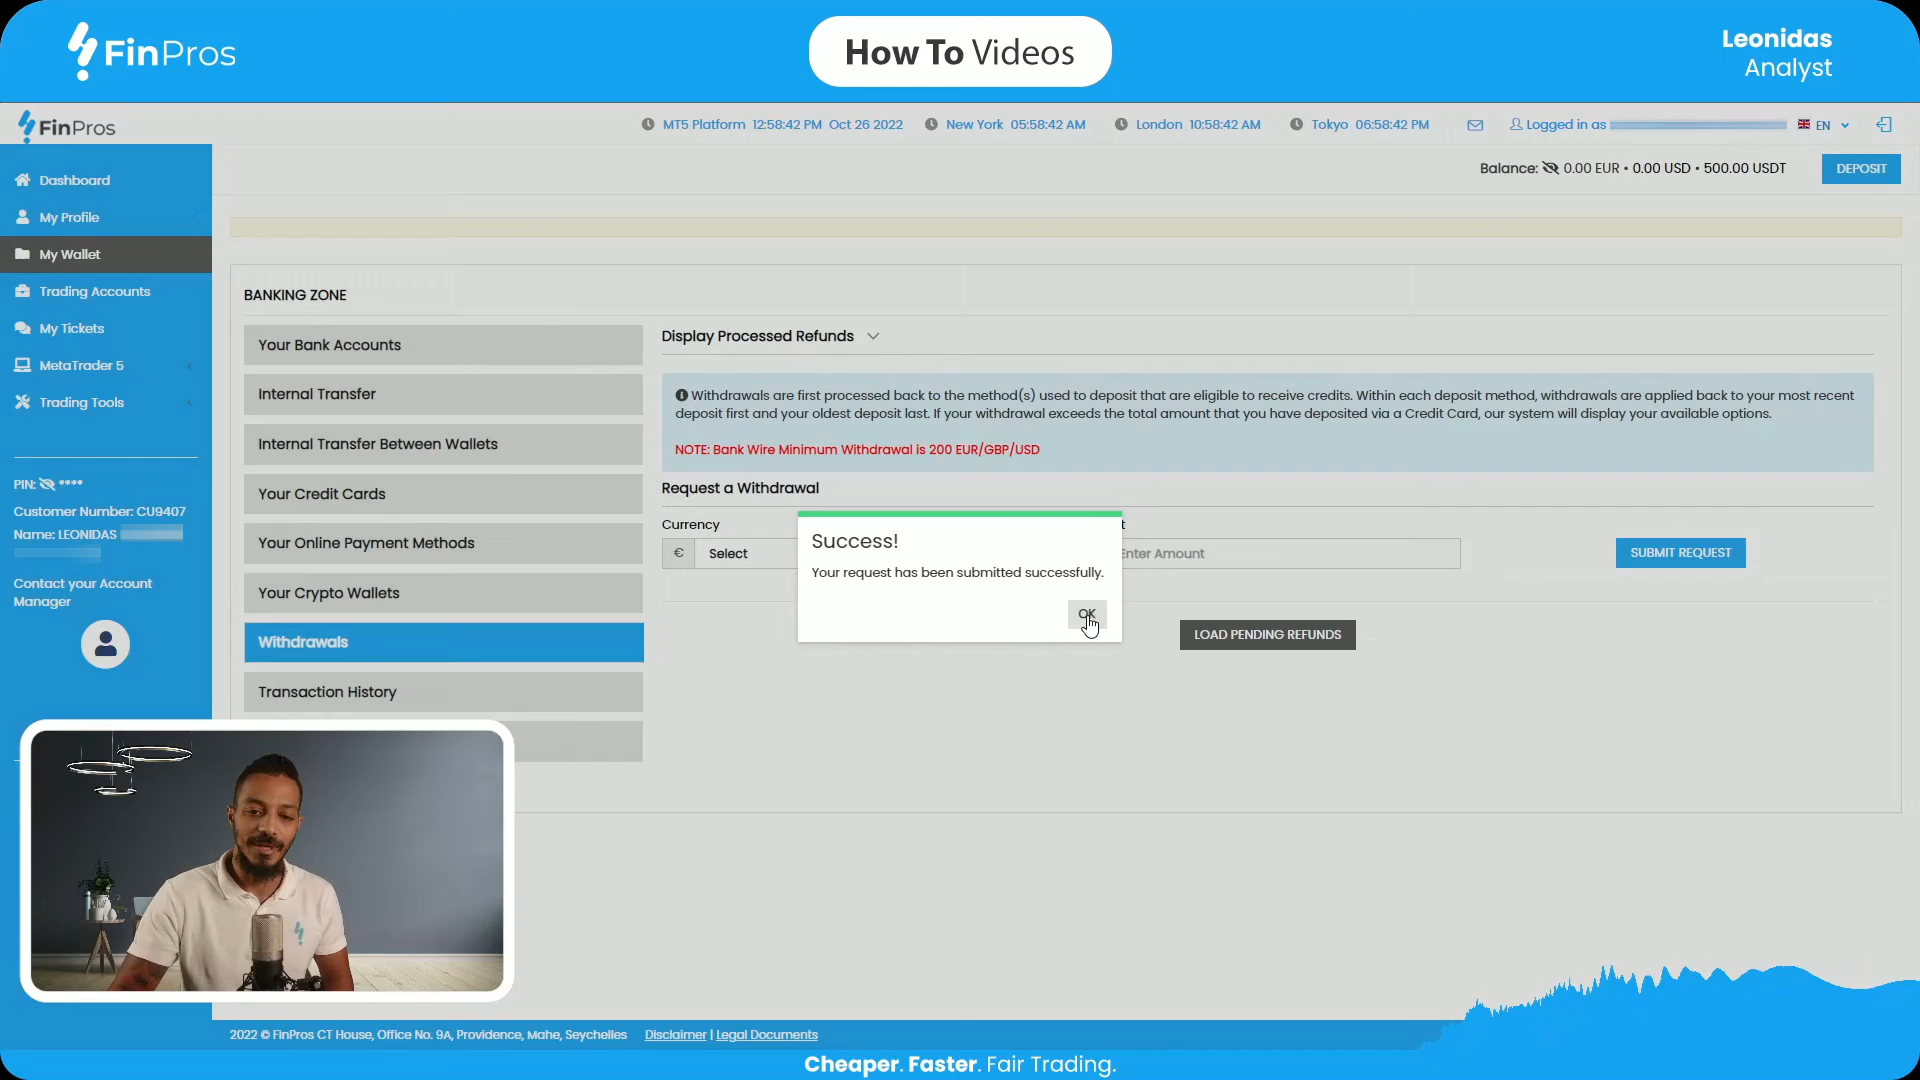 FinPros
How To Videos
Leonidas
Analyst
FinPros
MT5 Platform 12:58:42 PM Oct 26 2022
New York 05:58:42 AM
London 10:58:42 AM
Tokyo 06:58:42 PM
Logged in as
EN
Balance: 0.00 EUR • 0.00 USD • 500.00 USDT
DEPOSIT
Dashboard
My Profile
My Wallet
Trading Accounts
My Tickets
MetaTrader 5
Trading Tools
PIN: ****
Customer Number: CU9407
Name: LEONIDAS
Contact your Account
Manager
BANKING ZONE
Your Bank Accounts
Internal Transfer
Internal Transfer Between Wallets
Your Credit Cards
Your Online Payment Methods
Your Crypto Wallets
Withdrawals
Transaction History
Display Processed Refunds
Withdrawals are first processed back to the method(s) used to deposit that are eligible to receive credits. Within each deposit method, withdrawals are applied back to your most recent
deposit first and your oldest deposit last. If your withdrawal exceeds the total amount that you have deposited via a Credit Card, our system will display your available options.
NOTE: Bank Wire Minimum Withdrawal is 200 EUR/GBP/USD
Request a Withdrawal
Currency
t
€ Select
Enter Amount
SUBMIT REQUEST
Success!
Your request has been submitted successfully.
OK
LOAD PENDING REFUNDS
2022 © FinPros CT House, Office No. 9A, Providence, Mahe, Seychelles Disclaimer | Legal Documents
Cheaper. Faster. Fair Trading.